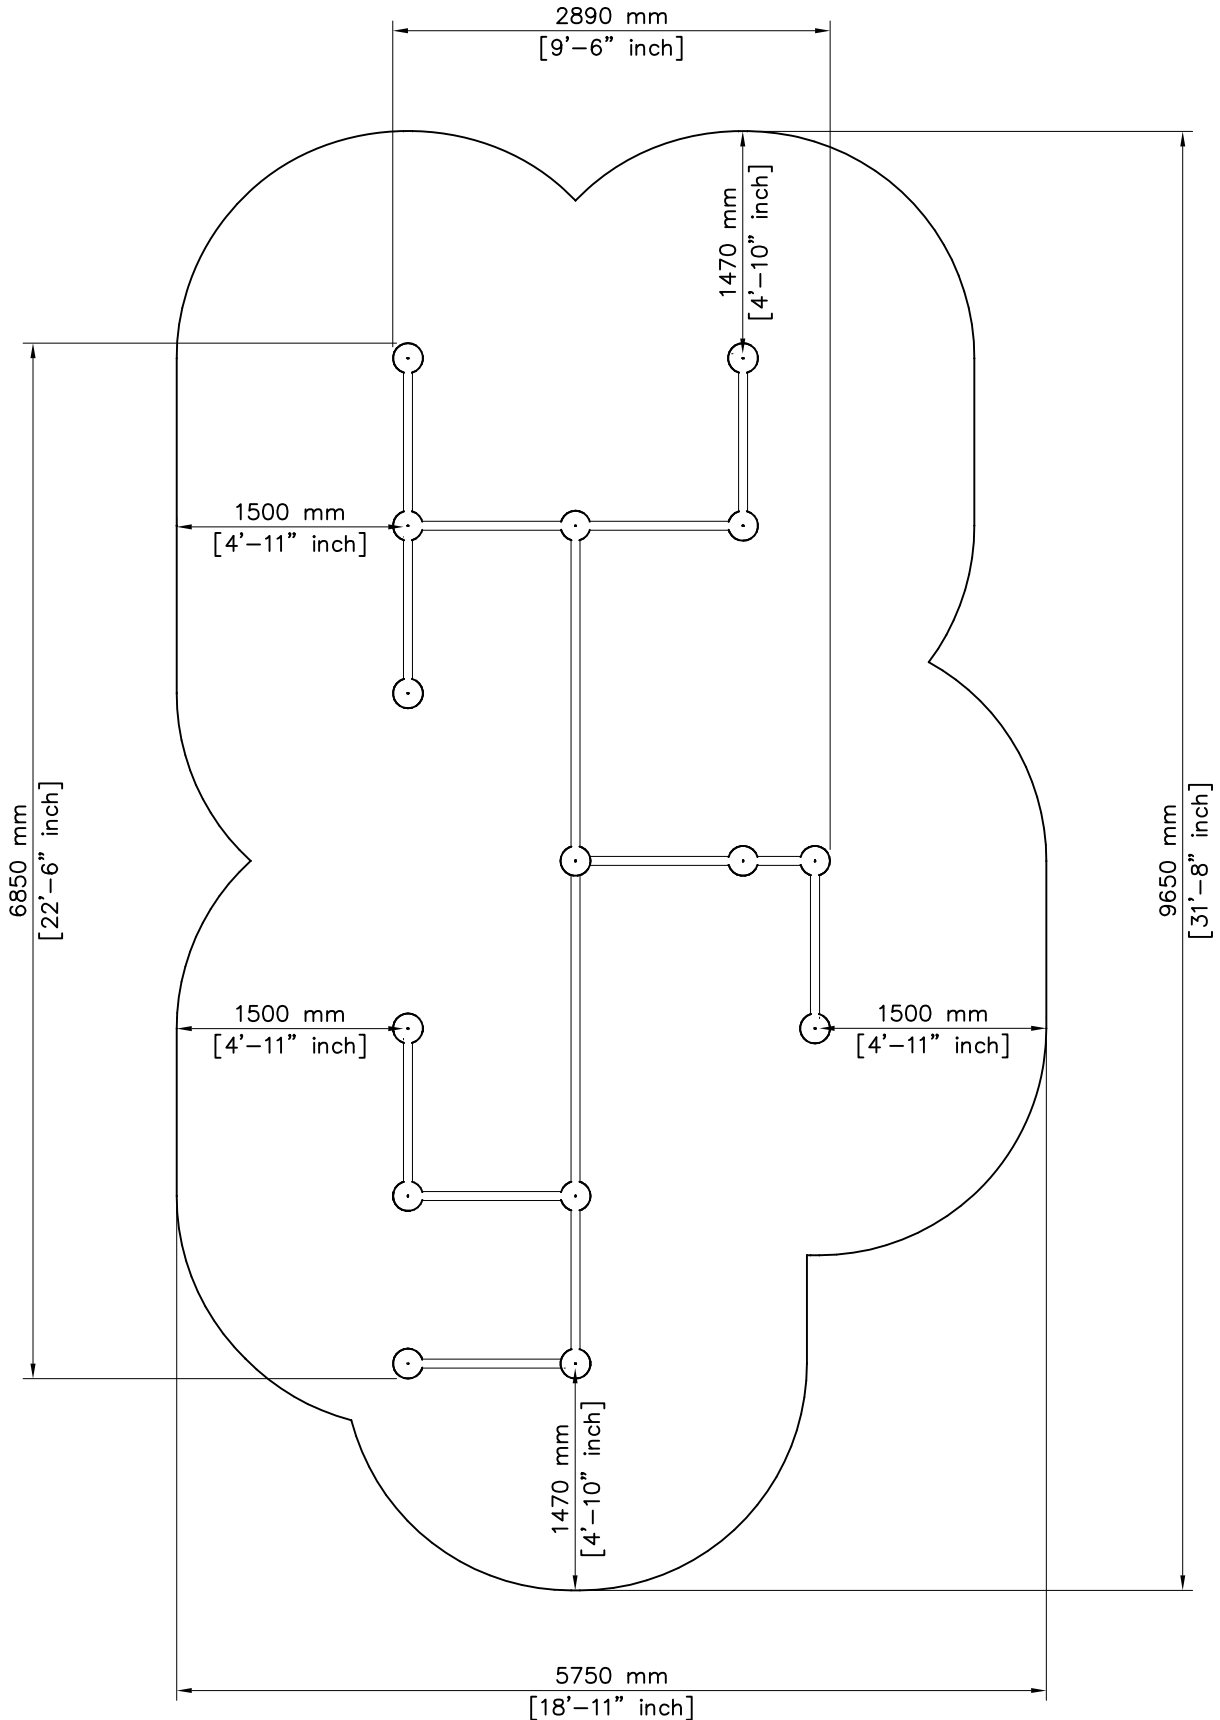 2890 mm
[9'-6" inch]
1470 mm
[4'-10" inch]
1500 mm
[4'-11" inch]
6850 mm
[22'-6" inch]
9650 mm
[31'-8" inch]
1500 mm
[4'-11" inch]
1500 mm
[4'-11" inch]
1470 mm
[4'-10" inch]
5750 mm
[18'-11" inch]